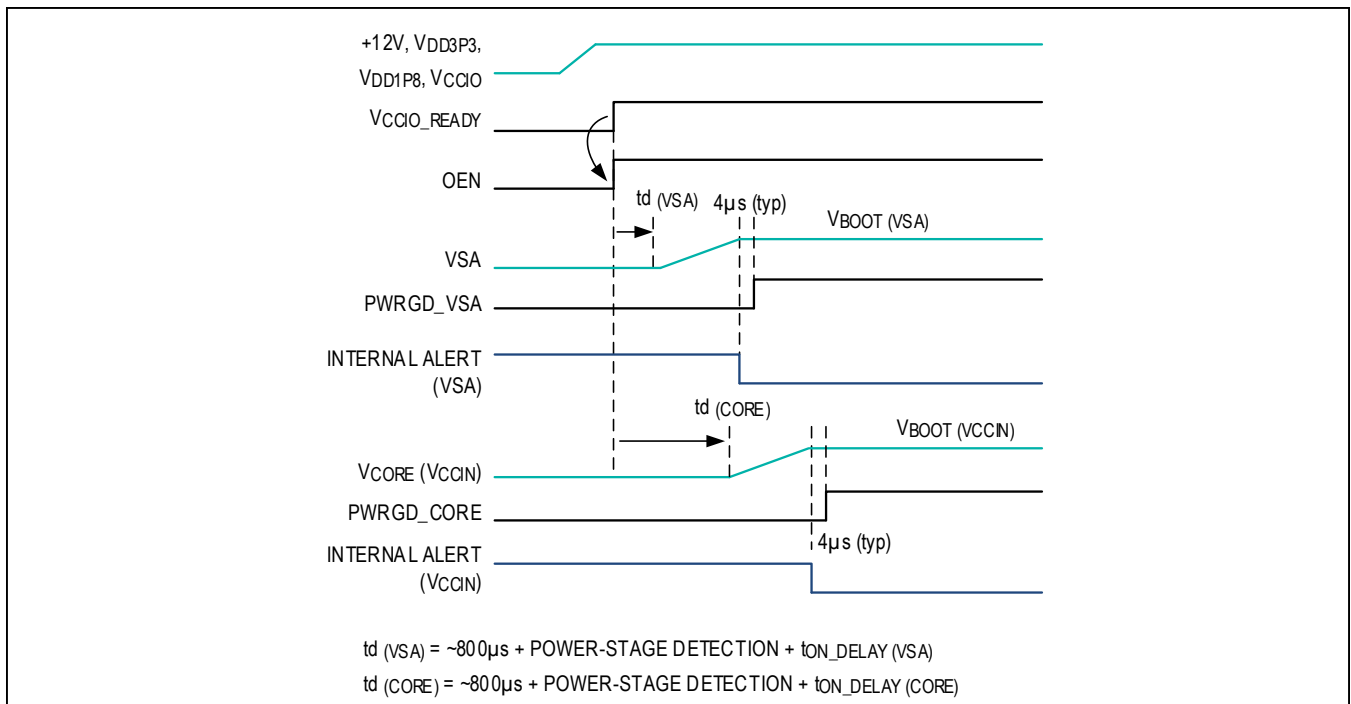 +12V, VDD3P3,
VDD1P8, VCCIO
VCCIO_READY
OEN
td (VSA)
4µs (typ)
VBOOT (VSA)
VSA
PWRGD_VSA
INTERNAL ALERT
(VSA)
td (CORE)
VBOOT (VCCIN)
VCORE (VCCIN)
PWRGD_CORE
4µs (typ)
INTERNAL ALERT
(VCCIN)
td (VSA) = ~800µs + POWER-STAGE DETECTION + tON_DELAY (VSA)
td (CORE) = ~800µs + POWER-STAGE DETECTION + tON_DELAY (CORE)